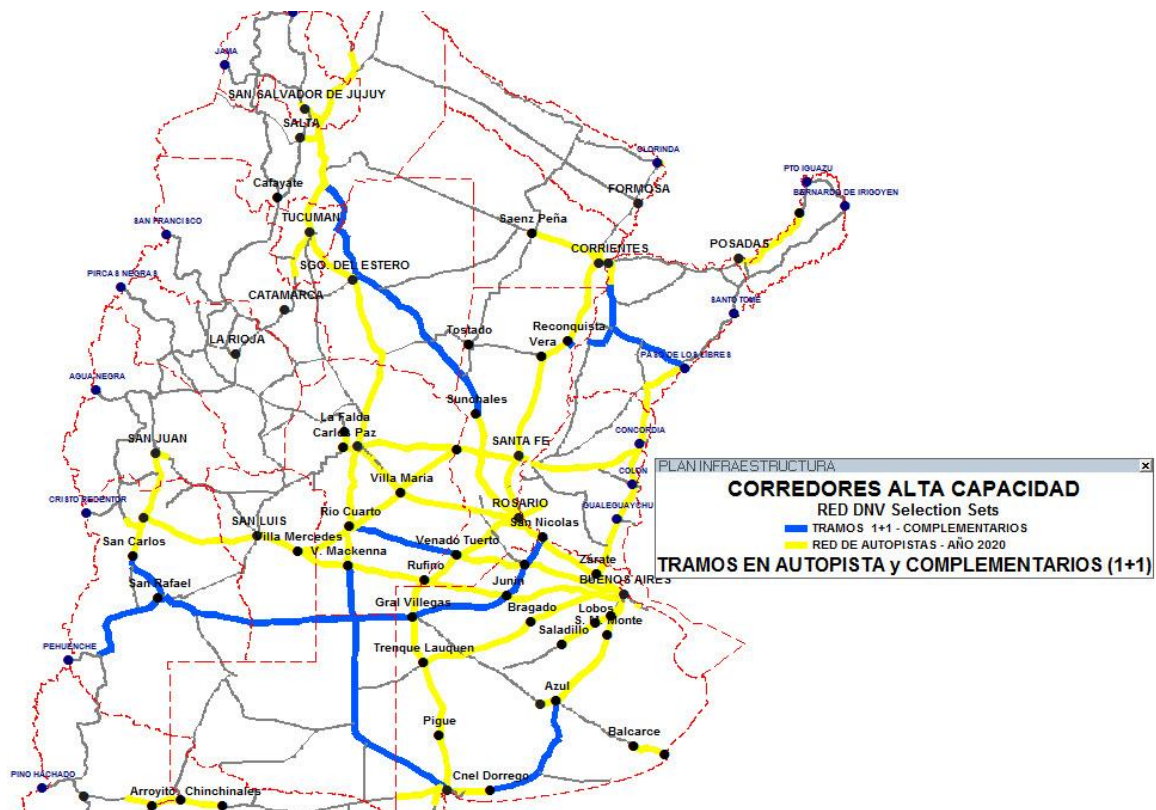 JAMA
SAN SALVADOR DE JUJUY
SALTA
CLORINDA
PTO IGUAZU
Cafayate
FORMOSA
BERNARDO DE IRIGOYEN
SAN FRANCISCO
TUCUMAN
Saenz Peña
CORRIENTES
POSADAS
SGO. DEL ESTERO
PIRCAS NEGRAS
CATAMARCA
SANTO TOME
LA RIOJA
Tostado
Reconquista
Vera
PASO DE LOS LIBRES
AGUA NEGRA
Sunchales
La Falda
Carlos Paz
SAN JUAN
SANTA FE
CONCORDIA
PLAN INFRAESTRUCTURA
x
COLON
CORREDORES ALTA CAPACIDAD
RED DNV Selection Sets
TRAMOS 1+1 - COMPLEMENTARIOS
RED DE AUTOPISTAS - AÑO 2020
TRAMOS EN AUTOPISTA y COMPLEMENTARIOS (1+1)
Villa Maria
CRISTO REDENTOR
ROSARIO
GUALEGUAYCHU
Rio Cuarto
SAN LUIS
San Nicolas
San Carlos
Villa Mercedes
V. Mackenna
Venado Tuerto
Rufino
Zárate
San Rafael
Junin
BUENOS AIRES
Gral Villegas
Bragado
Lobos
S. M. Monte
Saladillo
PEHUENCHE
Trenque Lauquen
Azul
Pigue
Balcarce
PINO HACHADO
Cnel Dorrego
Arroyito
Chinchinales